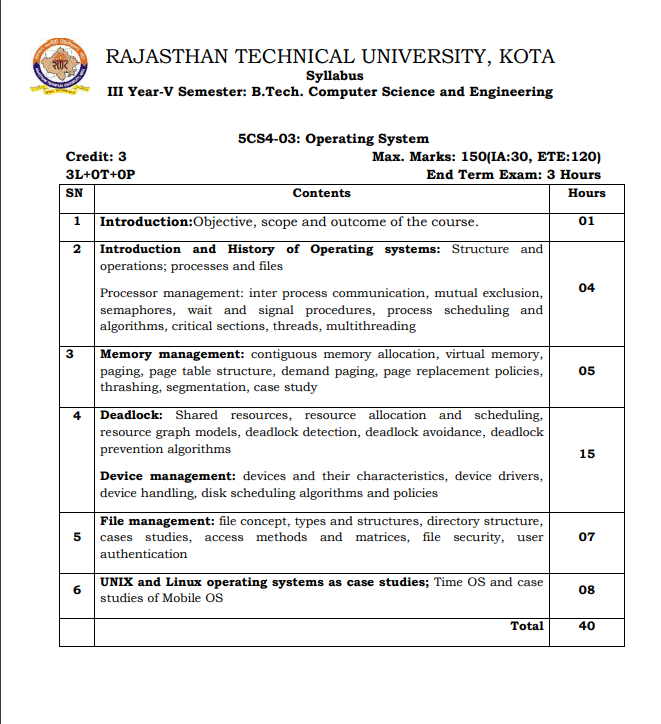 RAJASTHAN TECHNICAL UNIVERSITY, KOTA
Syllabus
III Year-V Semester: B.Tech. Computer Science and Engineering
5CS4-03: Operating System
Credit: 3 Max. Marks: 150(IA:30, ETE:120)
3L+0T+0P End Term Exam: 3 Hours
SN Contents Hours
1 Introduction:Objective, scope and outcome of the course. 01
2 Introduction and History of Operating systems: Structure and
operations; processes and files
Processor management: inter process communication, mutual exclusion,
semaphores, wait and signal procedures, process scheduling and
algorithms, critical sections, threads, multithreading
04
3 Memory management: contiguous memory allocation, virtual memory,
paging, page table structure, demand paging, page replacement policies,
thrashing, segmentation, case study
05
4 Deadlock: Shared resources, resource allocation and scheduling,
resource graph models, deadlock detection, deadlock avoidance, deadlock
prevention algorithms
Device management: devices and their characteristics, device drivers,
device handling, disk scheduling algorithms and policies
15
File management: file concept, types and structures, directory structure,
5 cases studies, access methods and matrices, file security, user 07
authentication
6 UNIX and Linux operating systems as case studies; Time OS and case
studies of Mobile OS
08
Total 40